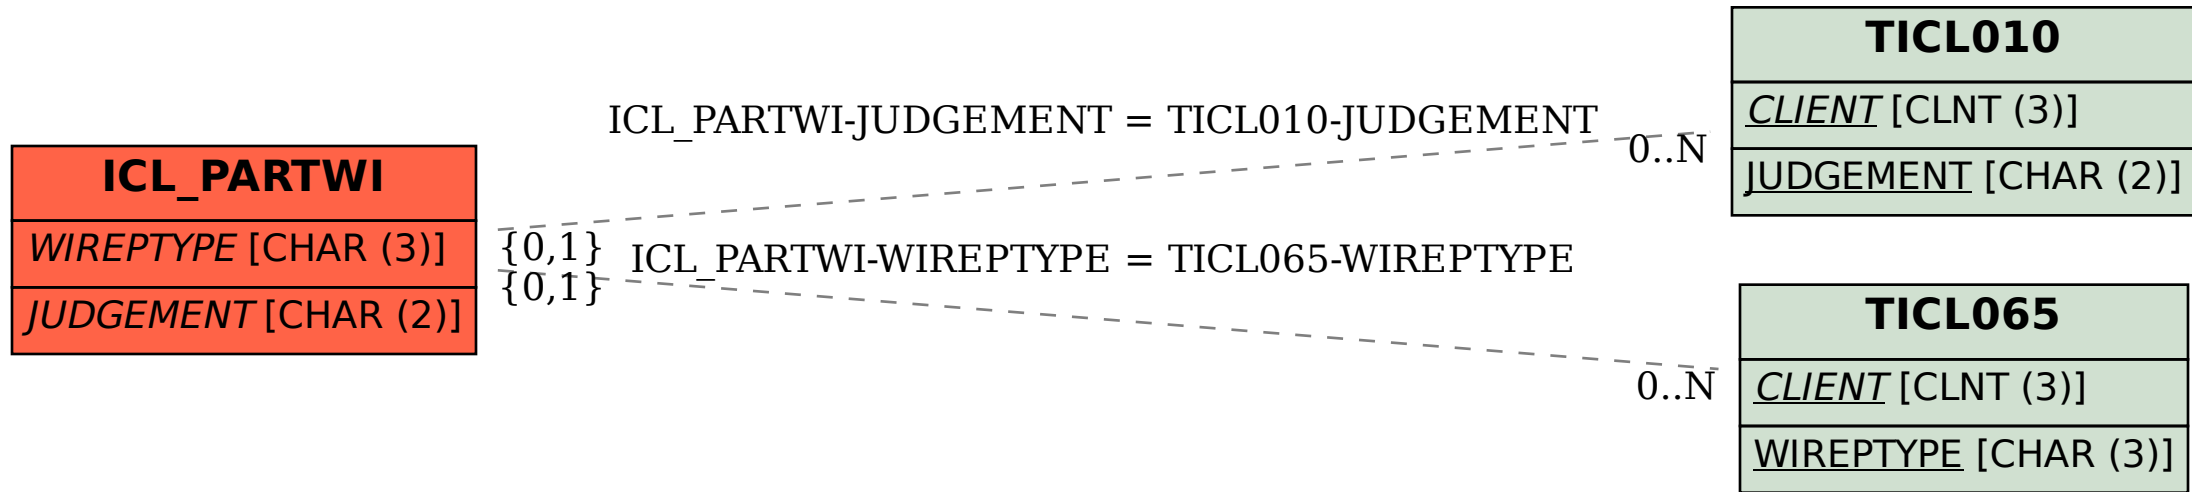 ICL_PARTWI
WIREPTYPE [CHAR (3)]
JUDGEMENT [CHAR (2)]
ICL_PARTWI-JUDGEMENT = TICL010-JUDGEMENT
0..N
{0,1}
ICL_PARTWI-WIREPTYPE = TICL065-WIREPTYPE
{0,1}
0..N
TICL010
CLIENT [CLNT (3)]
JUDGEMENT [CHAR (2)]
TICL065
CLIENT [CLNT (3)]
WIREPTYPE [CHAR (3)]